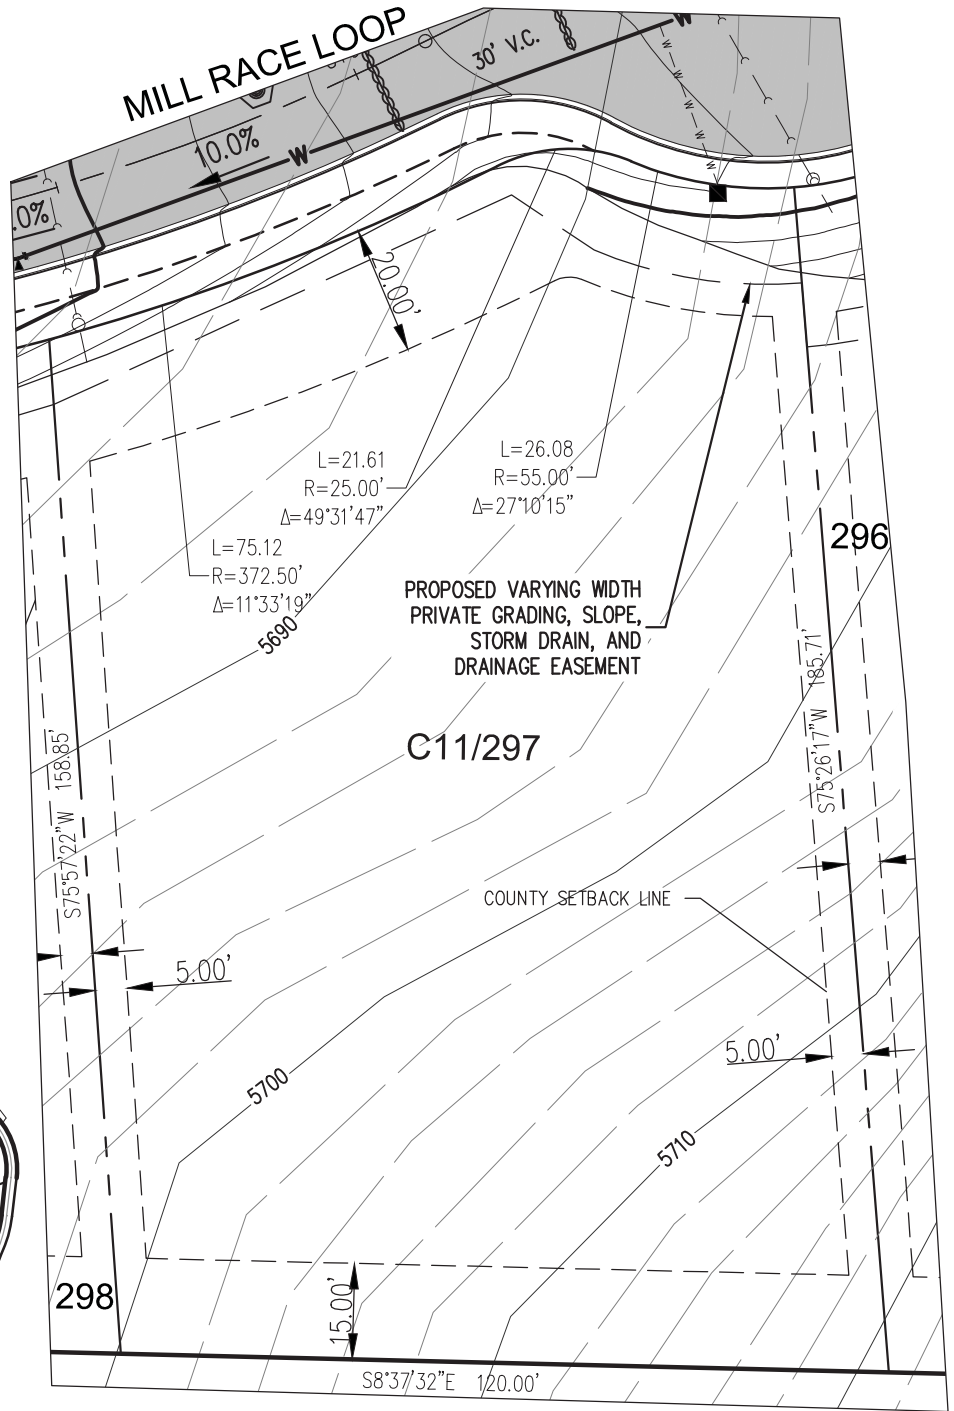 MILL RACE LOOP
30' V.C.
10.0%
W
W
.0%
20.00'
W
W
W
W
W
W
L=21.61
R=25.00'
Δ=49°31'47"
L=26.08
R=55.00'
Δ=27°10'15"
L=75.12
R=372.50'
Δ=11°33'19"
296
PROPOSED VARYING WIDTH
PRIVATE GRADING, SLOPE,
STORM DRAIN, AND
DRAINAGE EASEMENT
5690
S75°26'17"W 185.71'
C11/297
S75°57'22"W 158.85'
COUNTY SETBACK LINE
5.00'
5.00'
5700
5710
298
15.00'
S8°37'32"E 120.00'